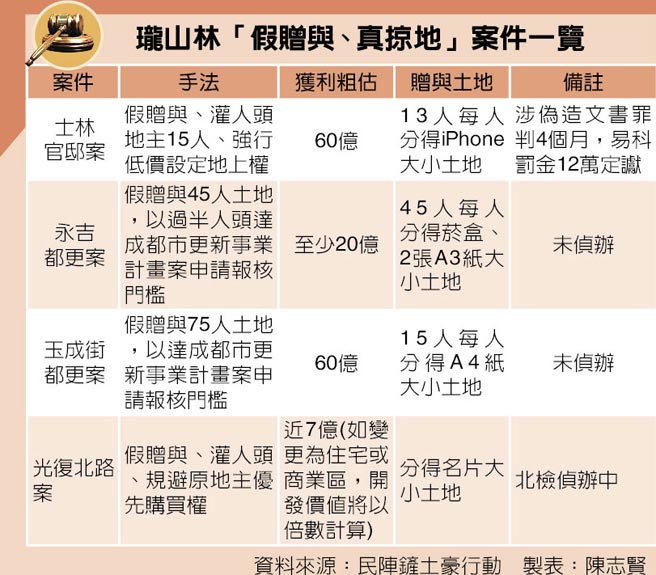 瓏山林「假贈與、真掠地」案件一覽
案件 手法 獲利粗估 贈與土地 備註
士林
官邸案
假贈與、灌人頭
地主15人、強行
低價設定地上權
60億
13人每人
分得iPhone
大小土地
涉偽造文書罪
判4個月，易科
罰金12萬定讞
永吉
都更案
假贈與45人土地
，以過半人頭達
成都市更新事業
計畫案申請報核
門檻
至少20億
45人每人
分得菸盒、
2張A3紙大
小土地
未偵辦
玉成街
都更案
假贈與75人土地
，以達成都市更
新事業計畫案申
請報核門檻
60億
15人每人
分得A4紙
大小土地
未偵辦
光復北路
案
假贈與、灌人頭
、規避原地主優
先購買權
近7億(如變
更為住宅或
商業區，開
發價值將以
倍數計算)
分得名片大
小土地
北檢偵辦中
資料來源：民陣鏟土豪行動 製表：陳志賢